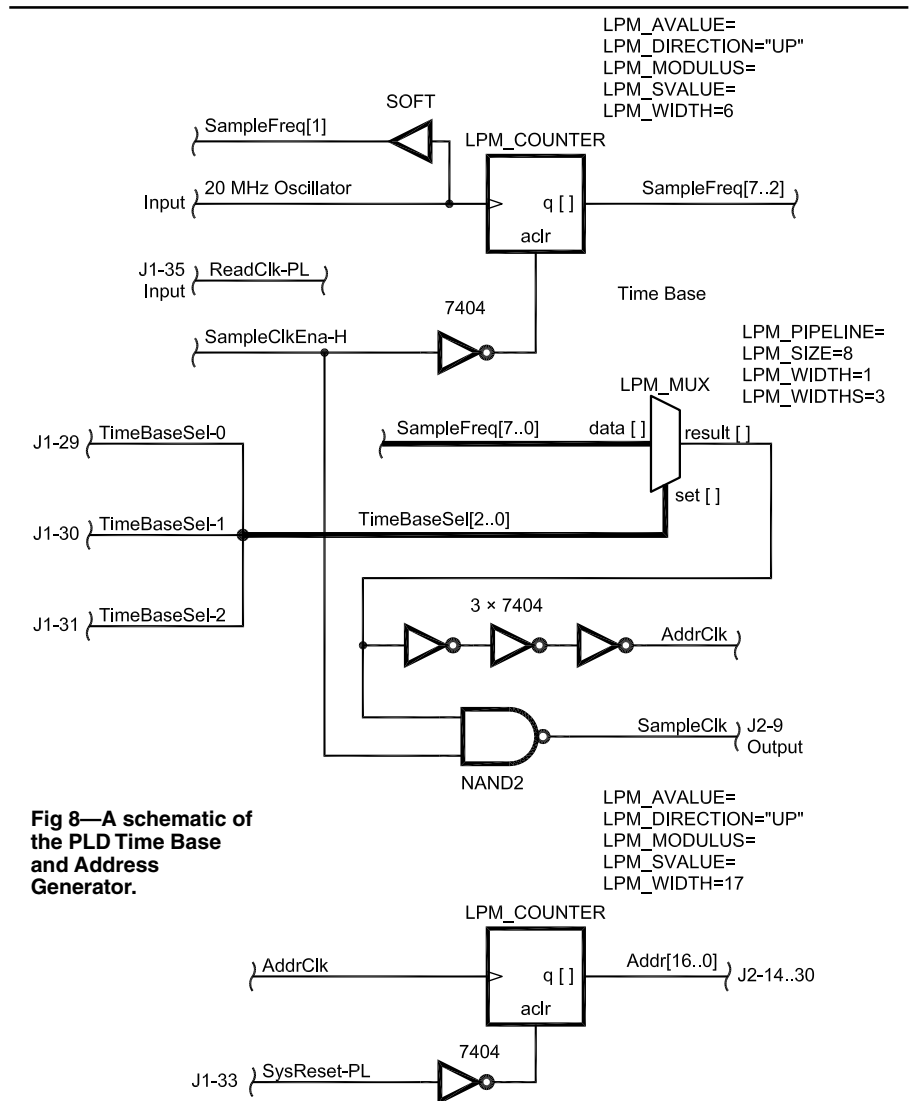 LPM_AVALUE=
LPM_DIRECTION="UP"
LPM_MODULUS=
LPM_SVALUE=
LPM_WIDTH=6
SOFT
SampleFreq[1]
LPM_COUNTER
Input
20 MHz Oscillator
q [ ]
SampleFreq[7..2]
aclr
J1-35
Input
ReadClk-PL
7404
Time Base
SampleClkEna-H
LPM_PIPELINE=
LPM_SIZE=8
LPM_WIDTH=1
LPM_WIDTHS=3
LPM_MUX
SampleFreq[7..0]
data [ ]
result [ ]
set [ ]
J1-29
TimeBaseSel-0
J1-30
TimeBaseSel-1
TimeBaseSel[2..0]
J1-31
TimeBaseSel-2
3 × 7404
AddrClk
SampleClk
J2-9
Output
NAND2
Fig 8—A schematic of
the PLD Time Base
and Address
Generator.
LPM_AVALUE=
LPM_DIRECTION="UP"
LPM_MODULUS=
LPM_SVALUE=
LPM_WIDTH=17
LPM_COUNTER
AddrClk
q [ ]
Addr[16..0]
J2-14..30
aclr
7404
J1-33
SysReset-PL